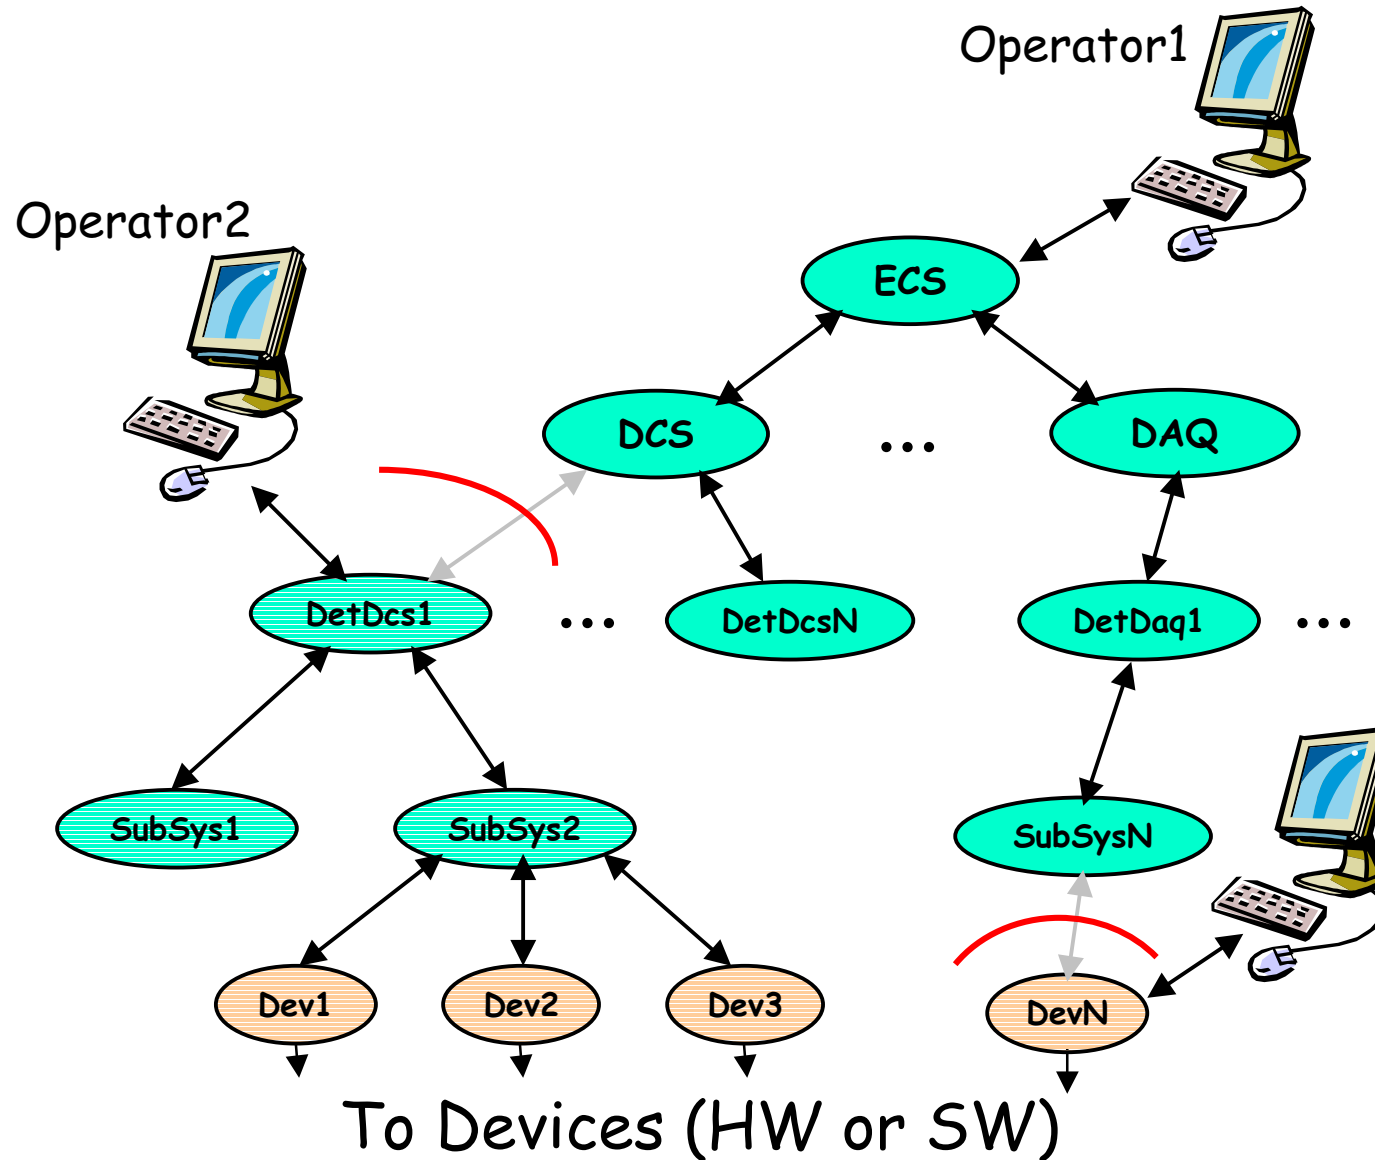 Operator1
Operator2
ECS
DCS
...
DAQ
DetDcs1
...
DetDcsN
DetDaq1
...
SubSys1
SubSys2
SubSysN
Dev1
Dev2
Dev3
DevN
To Devices (HW or SW)